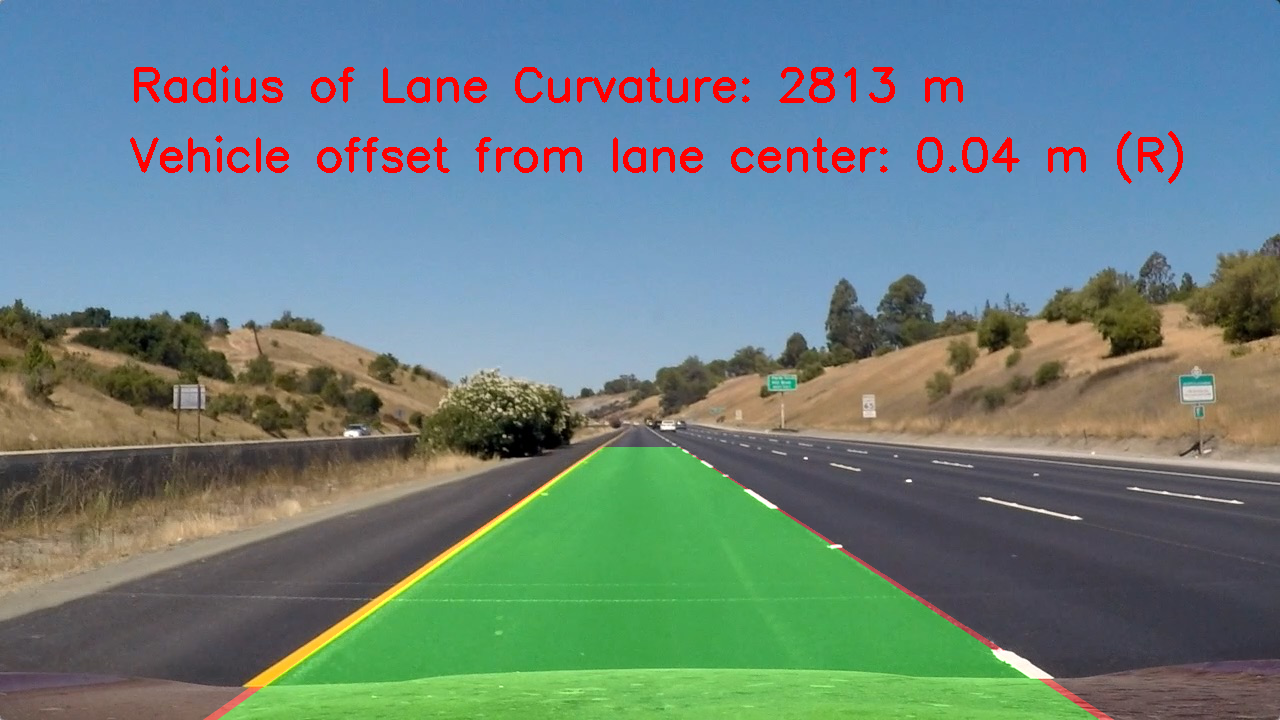 Radius of Lane Curvature: 2813 m
Vehicle offset from lane center: 0.04 m (R)